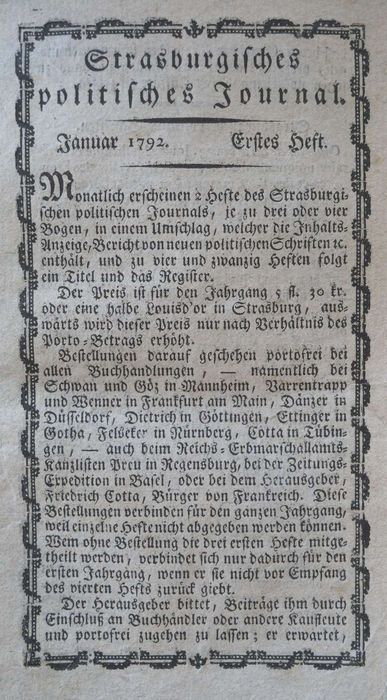 Strasburgisches
politisches Journal.
Januar 1792. Erstes Heft.
Monatlich erscheinen 2 Hefte des Strasburgi-
schen politischen Journals, je zu drei oder vier
Bogen, in einem Umschlag, welcher die Inhalts-
Anzeige, Bericht von neuen politischen Schriften ꝛc.
enthält, und zu vier und zwanzig Heften folgt
ein Titel und das Register.
Der Preis ist für den Jahrgang 5 fl. 30 kr.
oder eine halbe Louisd'or in Strasburg, aus-
wärts wird dieser Preis nur nach Verhältnis des
Porto-Betrags erhöht.
Bestellungen darauf geschehen portofrei bei
allen Buchhandlungen, — namentlich bei
Schwan und Göz in Mannheim, Varrentrapp
und Wenner in Frankfurt am Main, Dänzer in
Düsseldorf, Dietrich in Göttingen, Ettinger in
Gotha, Felseker in Nürnberg, Cotta in Tübin-
gen, — auch beim Reichs-Erbmarschallamts-
Kanzlisten Preu in Regensburg, bei der Zeitungs-
Expedition in Basel, oder bei dem Herausgeber,
Friedrich Cotta, Bürger von Frankreich. Diese
Bestellungen verbinden für den ganzen Jahrgang,
weil einzelne Hefte nicht abgegeben werden können.
Wem ohne Bestellung die drei ersten Hefte mitge-
theilt werden, verbindet sich nur dadurch für den
ersten Jahrgang, wenn er sie nicht vor Empfang
des vierten Hefts zurück giebt.
Der Herausgeber bittet, Beiträge ihm durch
Einschluß an Buchhändler oder andere Kaufleute
und portofrei zugehen zu lassen; er erwartet,